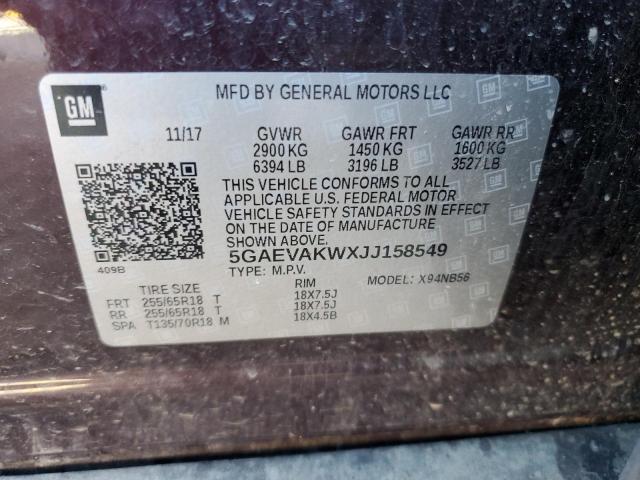 GM
MFD BY GENERAL MOTORS LLC
11/17 GVWR GAWR FRT GAWR RR
2900 KG 1450 KG 1600 KG
6394 LB 3196 LB 3527 LB
THIS VEHICLE CONFORMS TO ALL
APPLICABLE U.S. FEDERAL MOTOR
VEHICLE SAFETY STANDARDS IN EFFECT
ON THE DATE OF MANUFACTURE
SHOWN ABOVE.
409B 5GAEVAKWXJJ158549
TYPE: M.P.V. MODEL: X94NB56
TIRE SIZE RIM
FRT 255/65R18 T 18X7.5J
RR 255/65R18 T 18X7.5J
SPA T135/70R18 M 18X4.5B